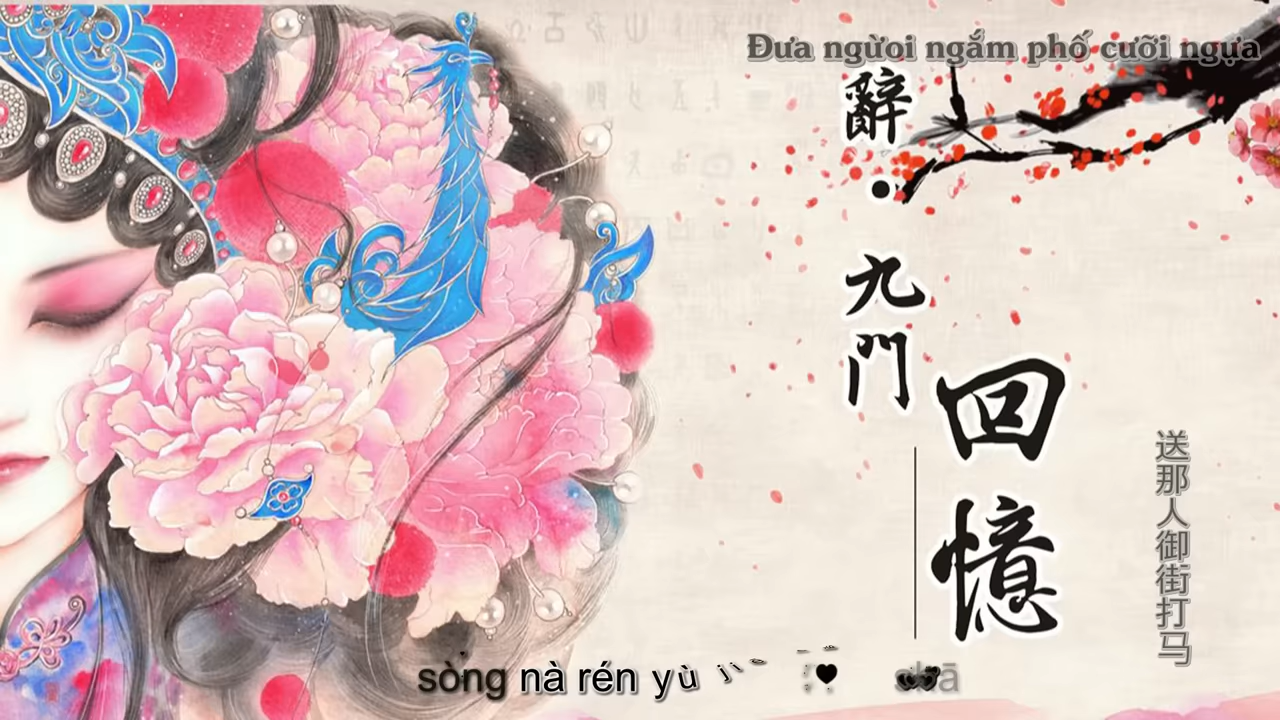 Đưa ngừoi ngắm phố cưỡi ngựa
辭·九門
回憶
送那人御街打马
sòng nà rén yù